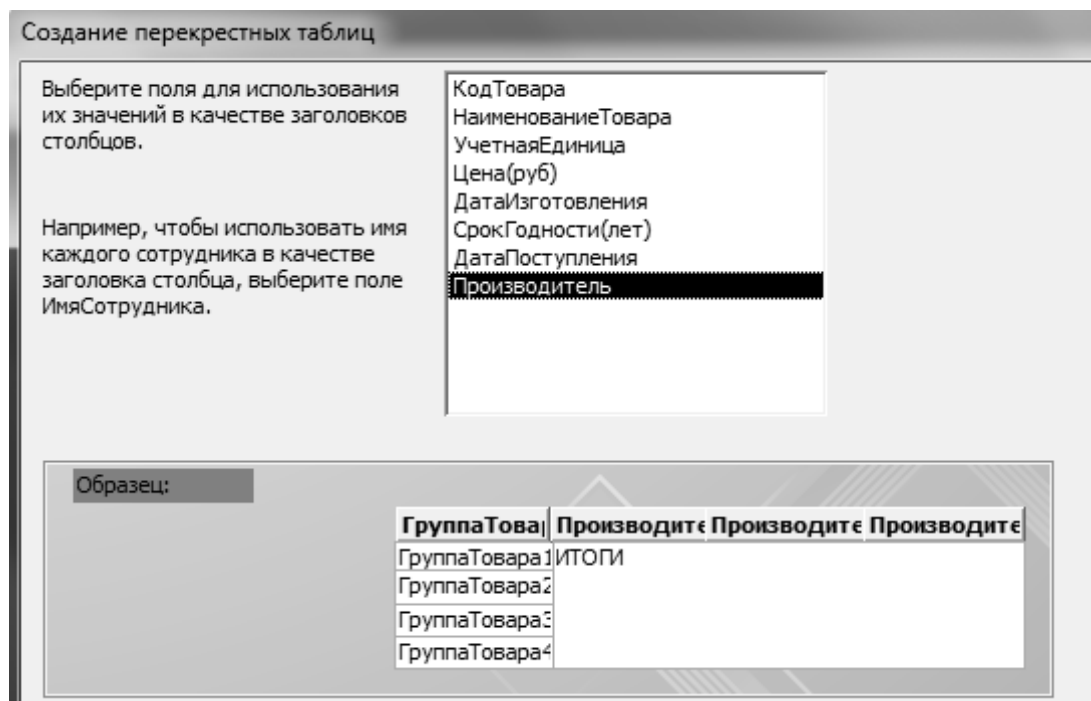 Создание перекрестных таблиц
Выберите поля для использования
их значений в качестве заголовков
столбцов.
Например, чтобы использовать имя
каждого сотрудника в качестве
заголовка столбца, выберите поле
ИмяСотрудника.
КодТовара
НаименованиеТовара
УчетнаяЕдиница
Цена(руб)
ДатаИзготовления
СрокГодности(лет)
ДатаПоступления
Производитель
Образец:
ГруппаТовар Производите Производите Производите
ГруппаТовара1 ИТОГИ
ГруппаТовара2
ГруппаТовара3
ГруппаТовара4